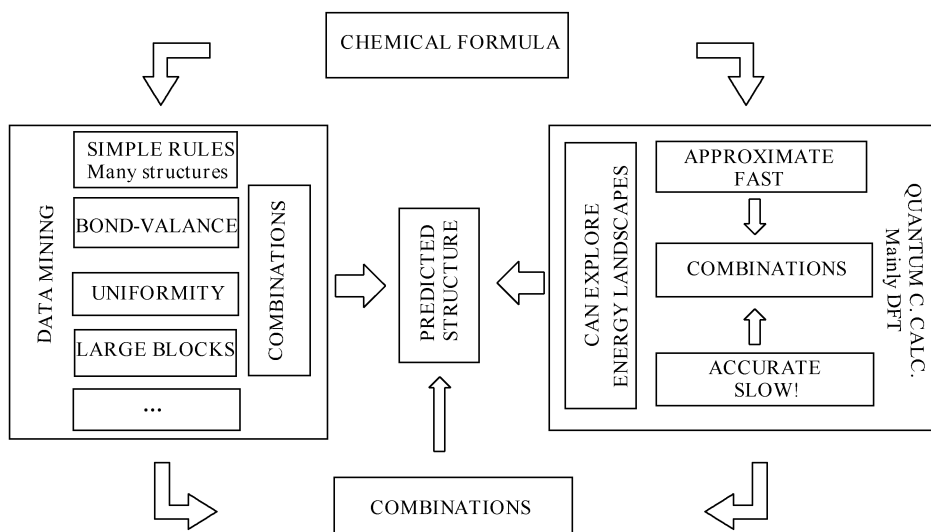 CHEMICAL FORMULA
DATA MINING
SIMPLE RULES
Many structures
BOND-VALANCE
UNIFORMITY
LARGE BLOCKS
...
COMBINATIONS
PREDICTED
STRUCTURE
CAN EXPLORE
ENERGY LANDSCAPES
APPROXIMATE
FAST
COMBINATIONS
ACCURATE
SLOW!
QUANTUM C. CALC.
Mainly DFT
COMBINATIONS